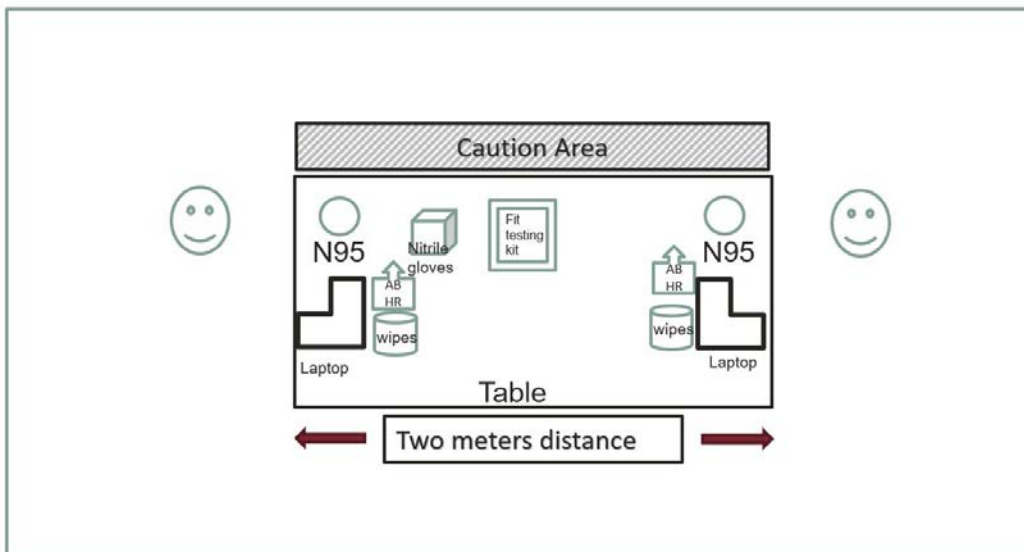 Caution Area
N95
Nitrile
gloves
Fit
testing
kit
N95
AB
HR
wipes
Laptop
AB
HR
wipes
Laptop
Table
Two meters distance